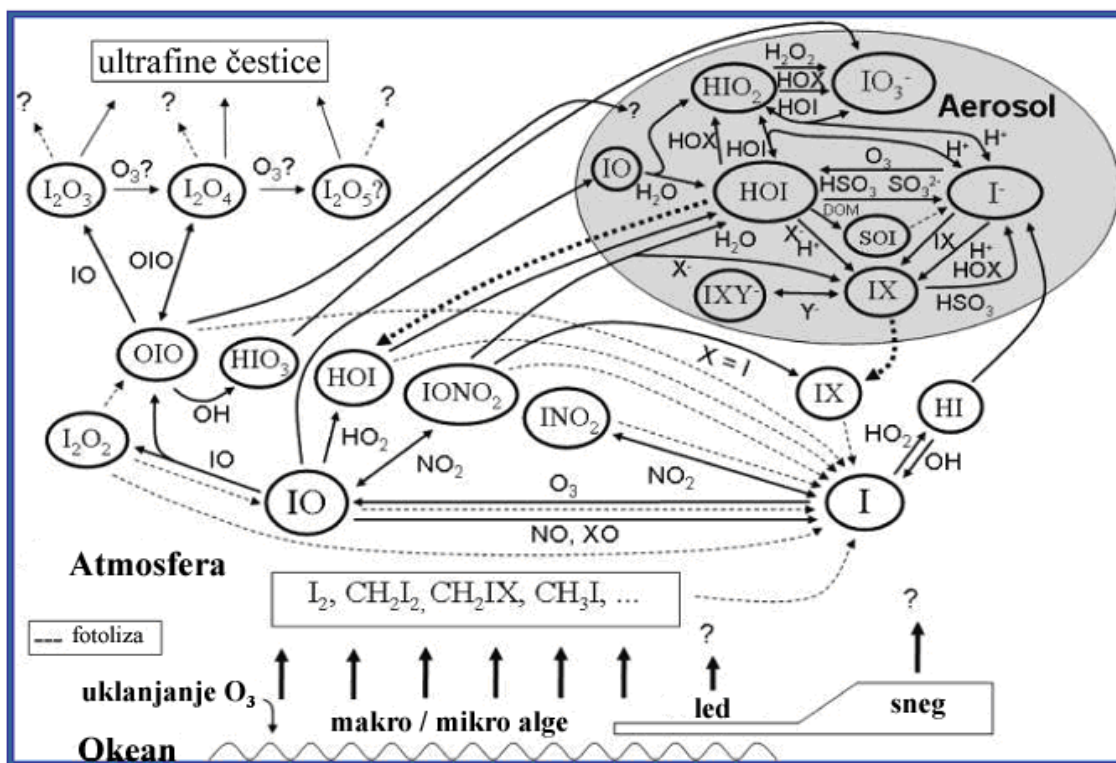 ultrafine čestice
? ? ?
I₂O₃ O₃? I₂O₄ O₃? I₂O₅?
IO OIO
OIO HIO₃ HOI IONO₂ INO₂ IX HI
I₂O₂
OH HO₂ NO₂ NO₂ X = I HO₂ OH
IO
IO O₃ I
NO, XO
?
HIO₂ H₂O₂ IO₃⁻
HOX
HOI
Aerosol
IO HOX HOI H⁺ H⁺
H₂O HOI O₃ I⁻
HSO₃ SO₃²⁻
DOM
SOI
H₂O X⁻ H⁺ IX H⁺
X⁻ HOX
IXY⁻ Y⁻ IX HSO₃
Atmosfera
I₂, CH₂I₂, CH₂IX, CH₃I, ...
--- fotoliza
? ?
uklanjanje O₃
makro / mikro alge
led
sneg
Okean